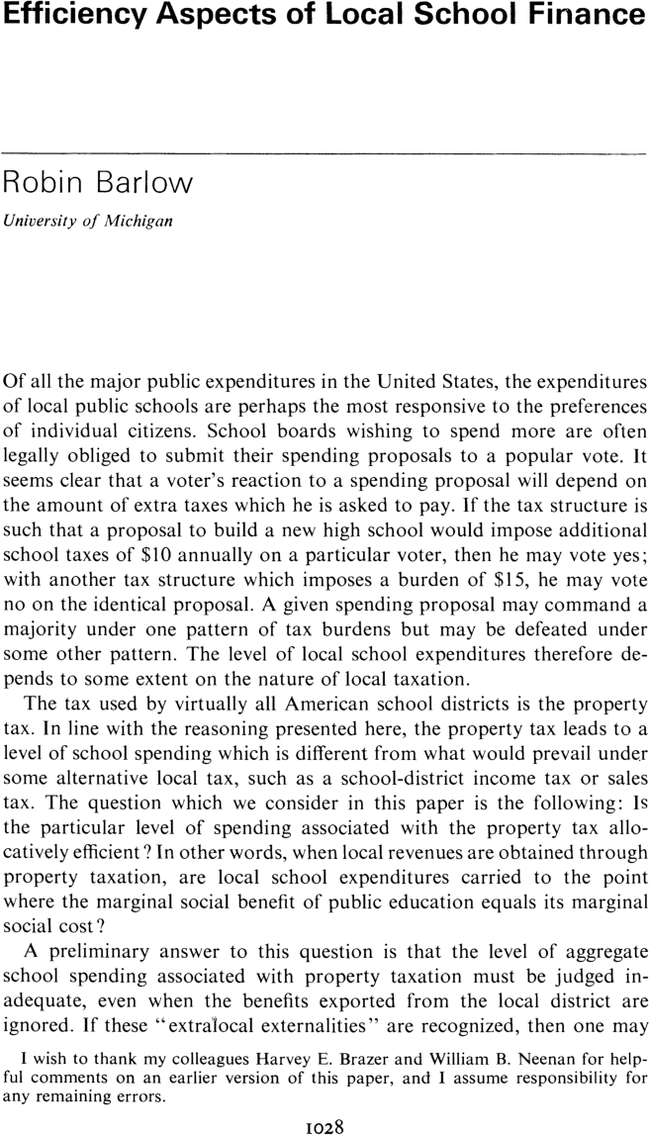 Efficiency Aspects of Local School Finance
Robin Barlow
University of Michigan
Of all the major public expenditures in the United States, the expenditures
of local public schools are perhaps the most responsive to the preferences
of individual citizens. School boards wishing to spend more are often
legally obliged to submit their spending proposals to a popular vote. It
seems clear that a voter's reaction to a spending proposal will depend on
the amount of extra taxes which he is asked to pay. If the tax structure is
such that a proposal to build a new high school would impose additional
school taxes of $10 annually on a particular voter, then he may vote yes;
with another tax structure which imposes a burden of $15, he may vote
no on the identical proposal. A given spending proposal may command a
majority under one pattern of tax burdens but may be defeated under
some other pattern. The level of local school expenditures therefore de-
pends to some extent on the nature of local taxation.
The tax used by virtually all American school districts is the property
tax. In line with the reasoning presented here, the property tax leads to a
level of school spending which is different from what would prevail under
some alternative local tax, such as a school-district income tax or sales
tax. The question which we consider in this paper is the following: Is
the particular level of spending associated with the property tax allo-
catively efficient? In other words, when local revenues are obtained through
property taxation, are local school expenditures carried to the point
where the marginal social benefit of public education equals its marginal
social cost?
A preliminary answer to this question is that the level of aggregate
school spending associated with property taxation must be judged in-
adequate, even when the benefits exported from the local district are
ignored. If these "extralocal externalities" are recognized, then one may
I wish to thank my colleagues Harvey E. Brazer and William B. Neenan for help-
ful comments on an earlier version of this paper, and I assume responsibility for
any remaining errors.
1028